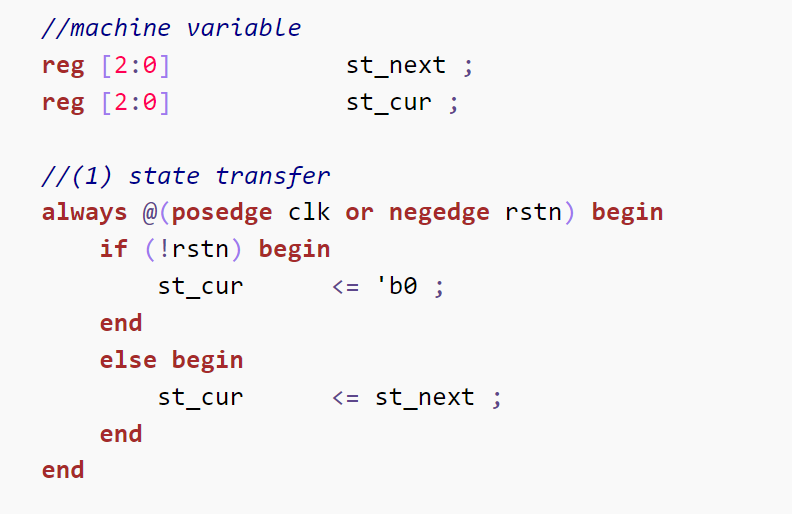 //machine variable
reg [2:0]            st_next ;
reg [2:0]            st_cur ;

//(1) state transfer
always @(posedge clk or negedge rstn) begin
    if (!rstn) begin
        st_cur      <= 'b0 ;
    end
    else begin
        st_cur      <= st_next ;
    end
end